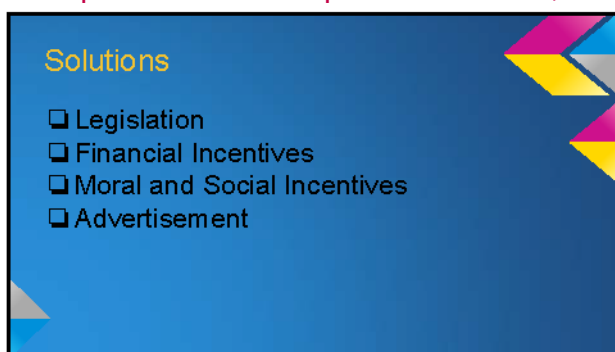 Solutions
❑ Legislation
❑ Financial Incentives
❑ Moral and Social Incentives
❑ Advertisement